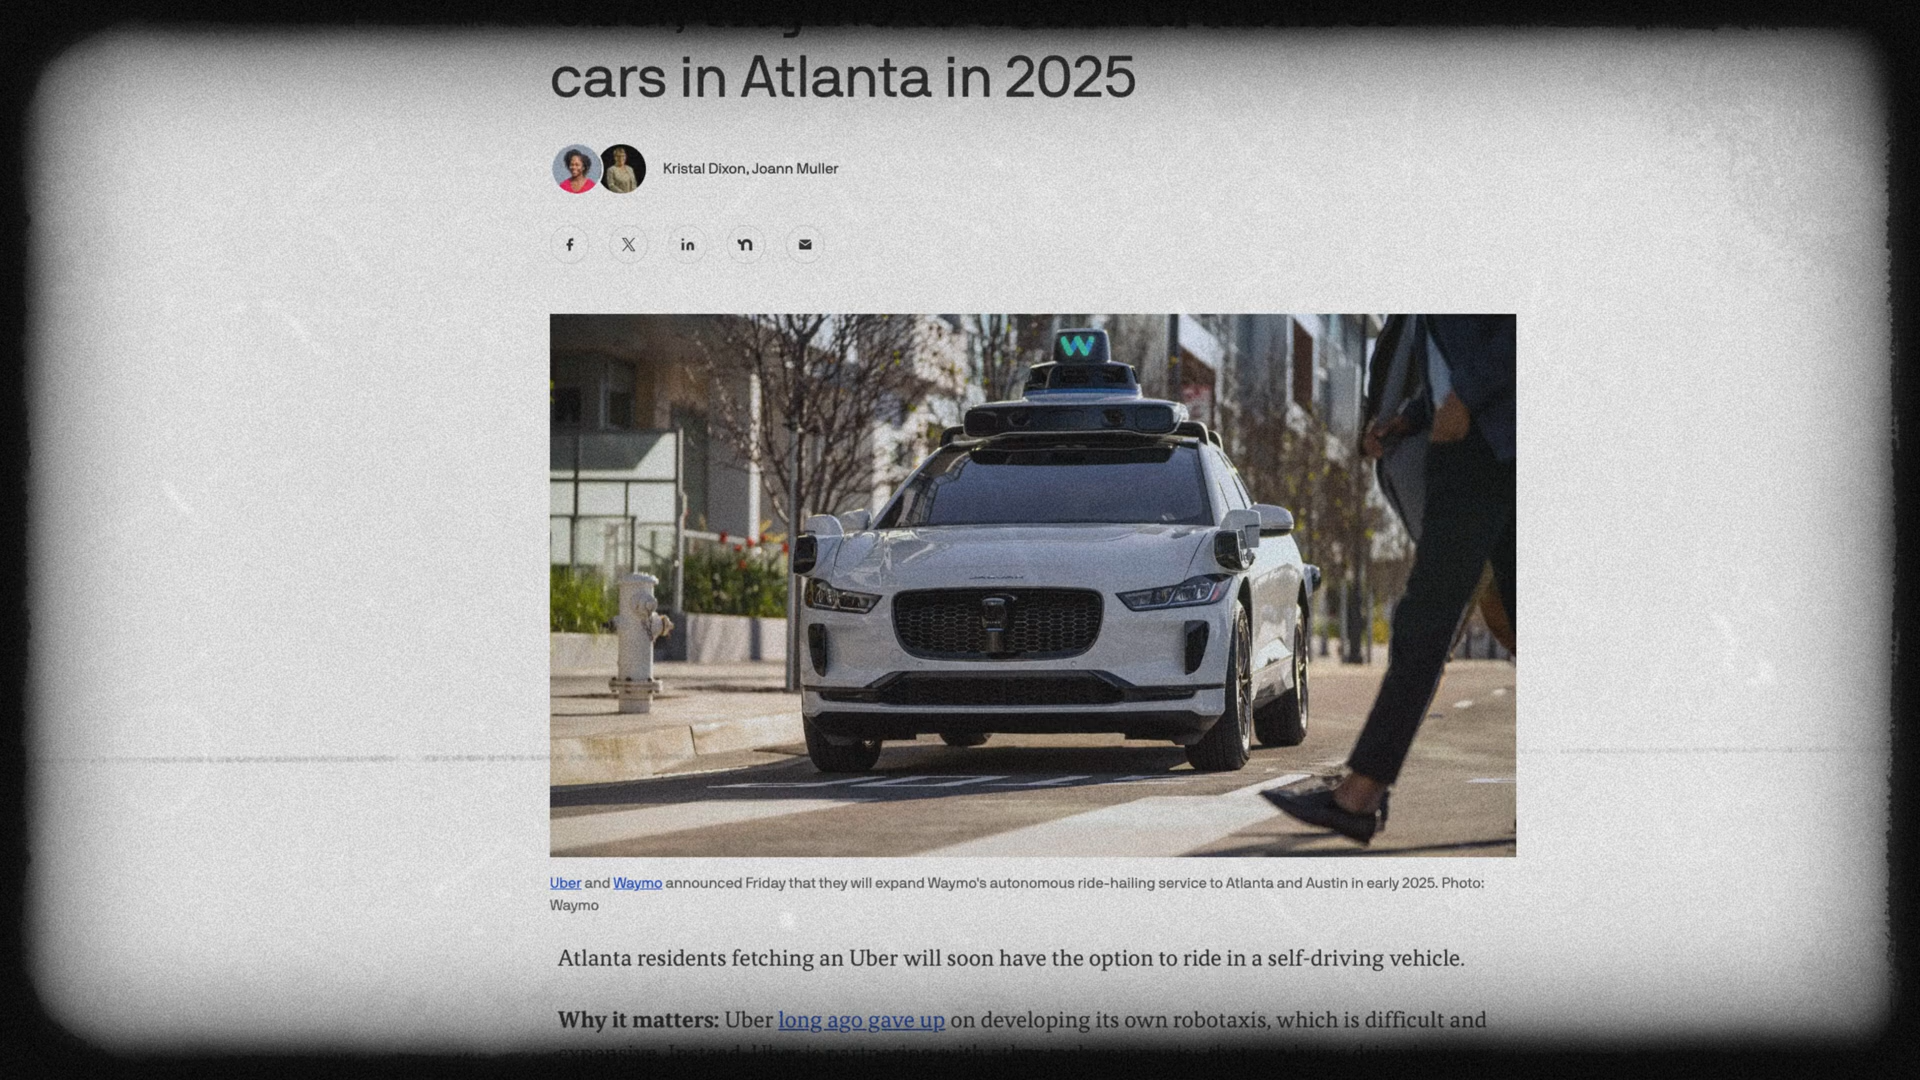 cars in Atlanta in 2025
Kristal Dixon, Joann Muller
W
JAGUAR
Uber and Waymo announced Friday that they will expand Waymo's autonomous ride-hailing service to Atlanta and Austin in early 2025. Photo:
Waymo
Atlanta residents fetching an Uber will soon have the option to ride in a self-driving vehicle.
Why it matters: Uber long ago gave up on developing its own robotaxis, which is difficult and